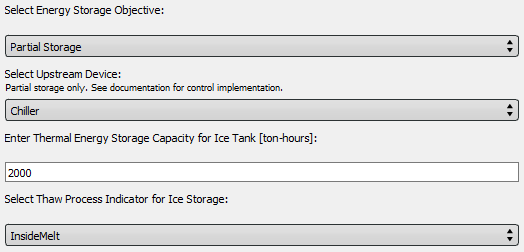 Select Energy Storage Objective:
Partial Storage
Select Upstream Device:
Partial storage only. See documentation for control implementation.
Chiller
Enter Thermal Energy Storage Capacity for Ice Tank [ton-hours]:
2000
Select Thaw Process Indicator for Ice Storage:
InsideMelt